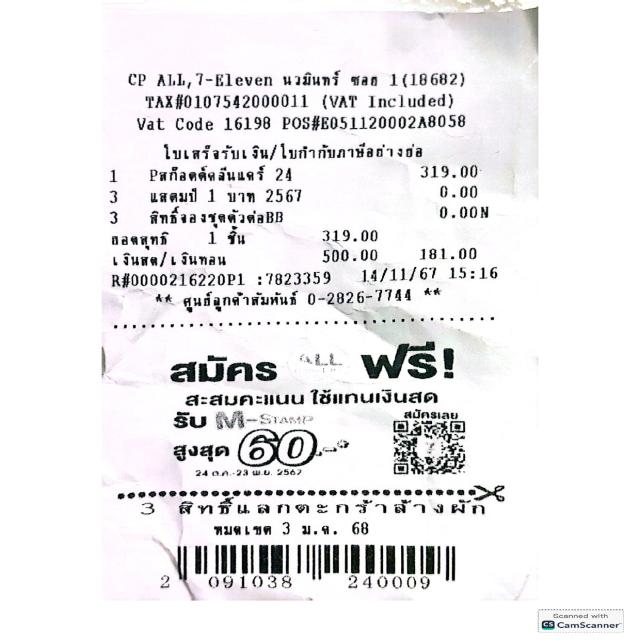 CP ALL,7-Eleven นวมินทร์ ซอย 1(18682)
TAX#0107542000011 (VAT Included)
Vat Code 16198 POS#E051120002A8058
ใบเสร็จรับเงิน/ใบกำกับภาษีอย่างย่อ
1 Pสก็อตต์คลีนแคร์ 24 319.00
3 แสตมป์ 1 บาท 2567 0.00
3 สิทธิ์จองชุดตัวต่อBB 0.00N
ยอดสุทธิ 1 ชิ้น 319.00
เงินสด/เงินทอน 500.00 181.00
R#0000216220P1 :7823359 14/11/67 15:16
** ศูนย์ลูกค้าสัมพันธ์ 0-2826-7744 **
สมัคร ALL ฟรี!
สะสมคะแนน ใช้แทนเงินสด
รับ M-STAMP
สมัครเลย
สูงสุด 60.-
24 ต.ค.-23 พ.ย. 2567
3 สิทธิ์แลกตะกร้าล้างผัก
หมดเขต 3 ม.ค. 68
2 091038 240009
Scanned with
CS CamScanner